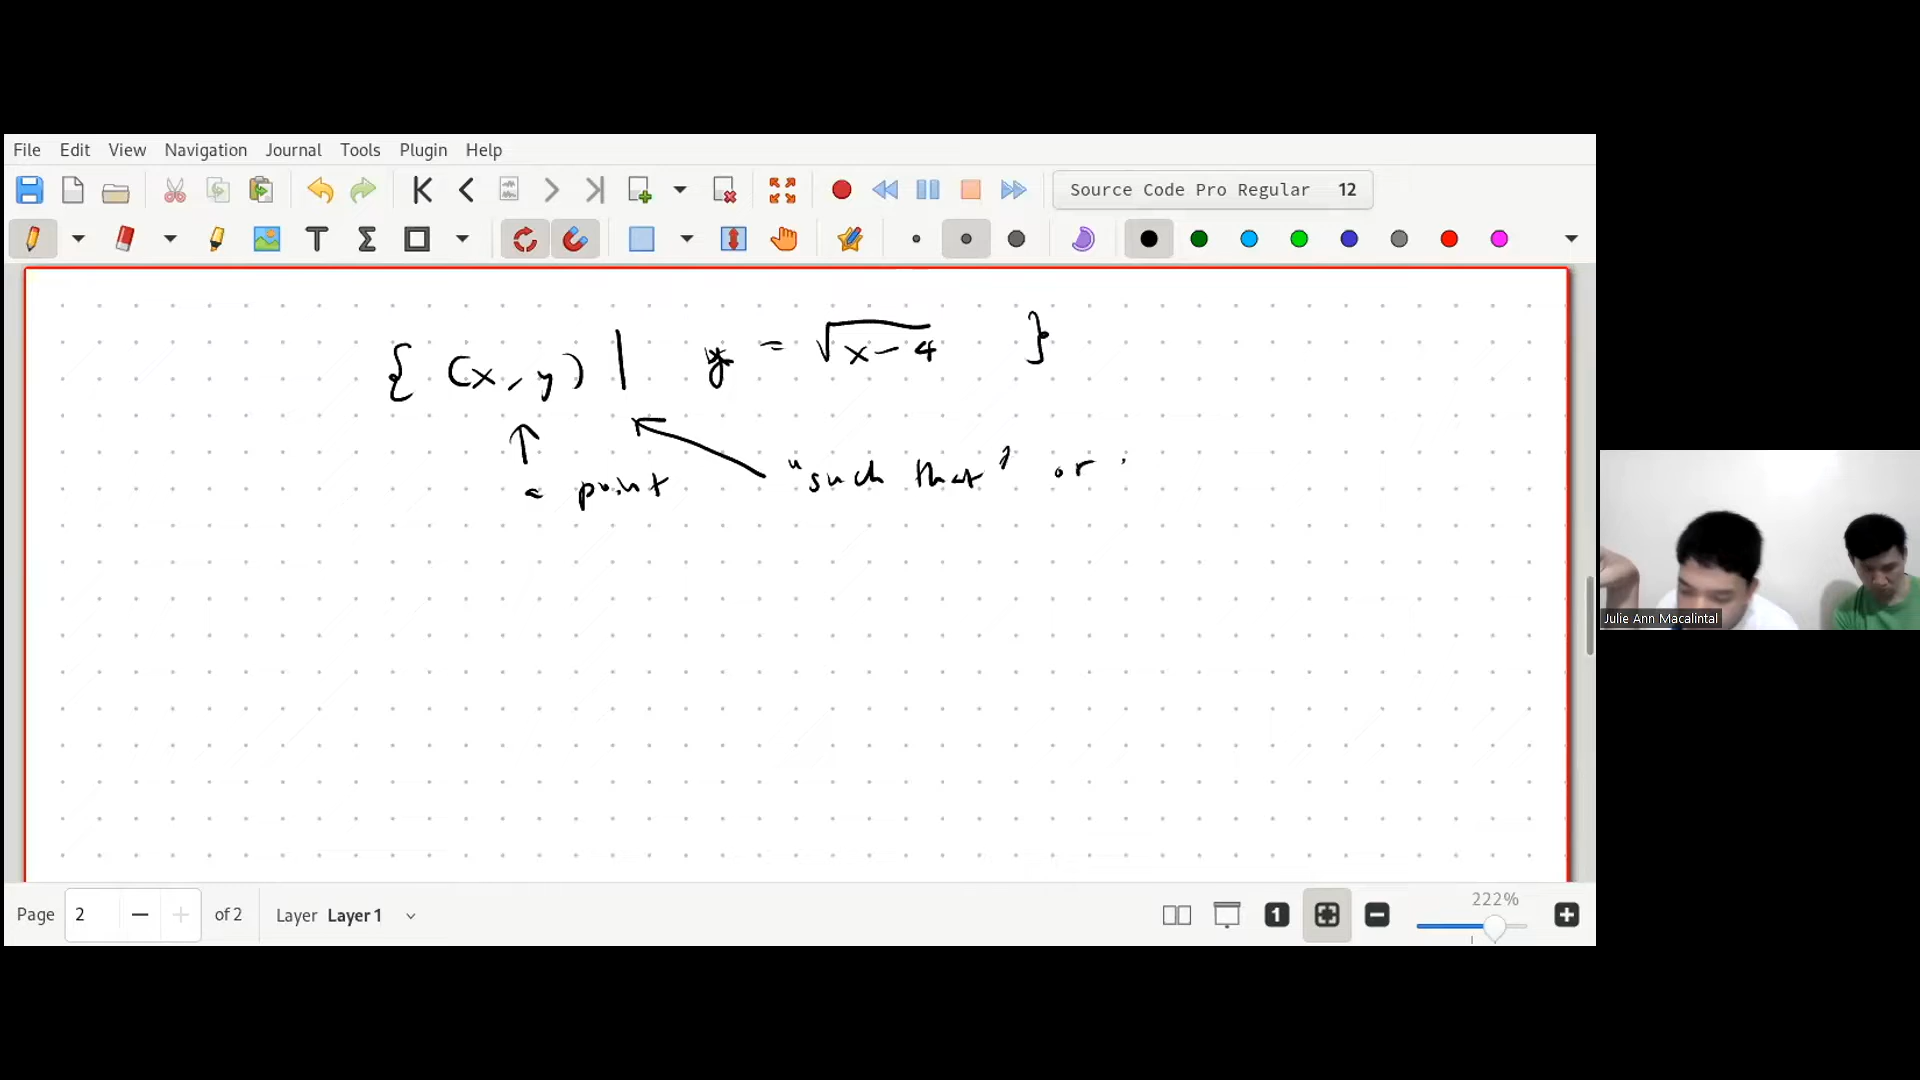 File Edit View Navigation Journal Tools Plugin Help
Source Code Pro Regular 12
{ (x, y) | y = √x-4 }
a point "such that" or
Julie Ann Macalintal
Page 2 of 2 Layer Layer 1 222%